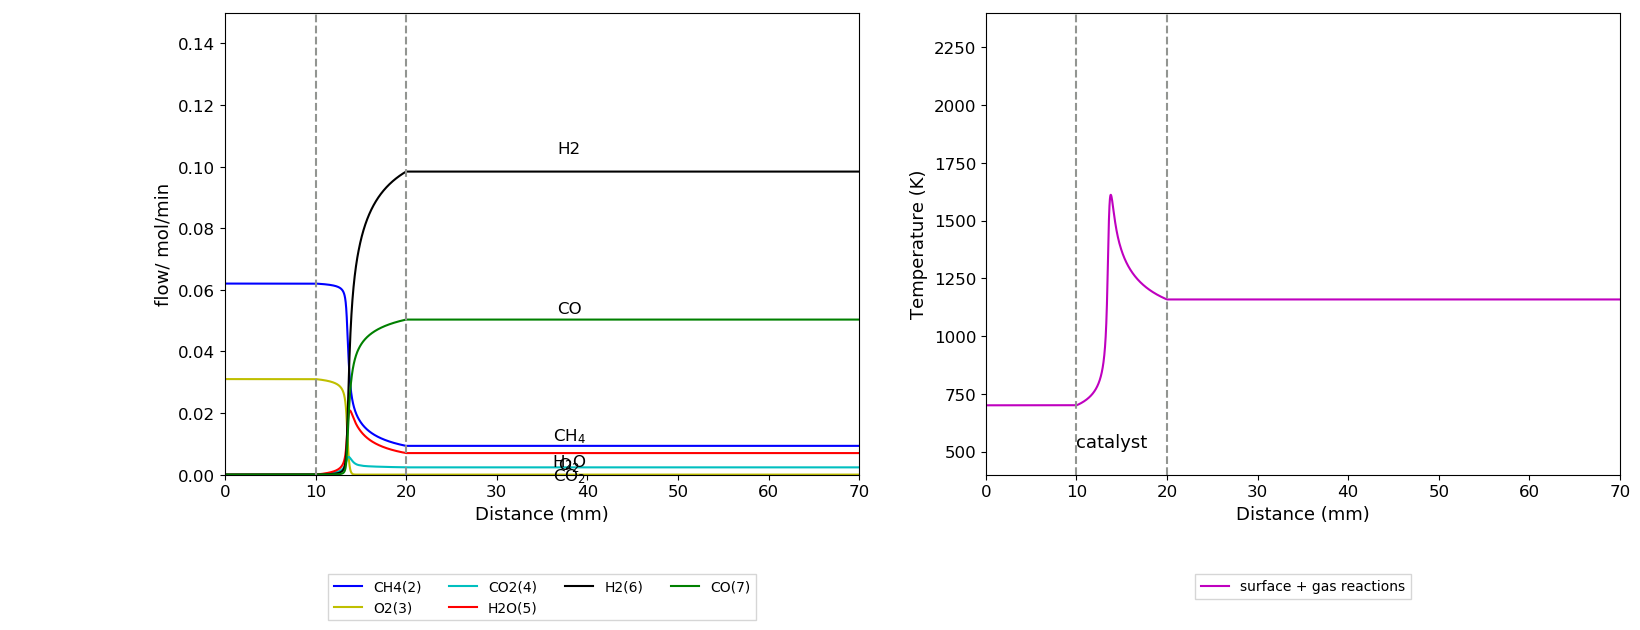 0.14
0.12
0.10
0.08
0.06
0.04
0.02
0.00
flow/ mol/min
H2
CO
CH4
H2O
O2
CO2
0 10 20 30 40 50 60 70
Distance (mm)
CH4(2) CO2(4) H2(6) CO(7)
O2(3) H2O(5)
2250
2000
1750
1500
1250
1000
750
500
Temperature (K)
catalyst
0 10 20 30 40 50 60 70
Distance (mm)
surface + gas reactions